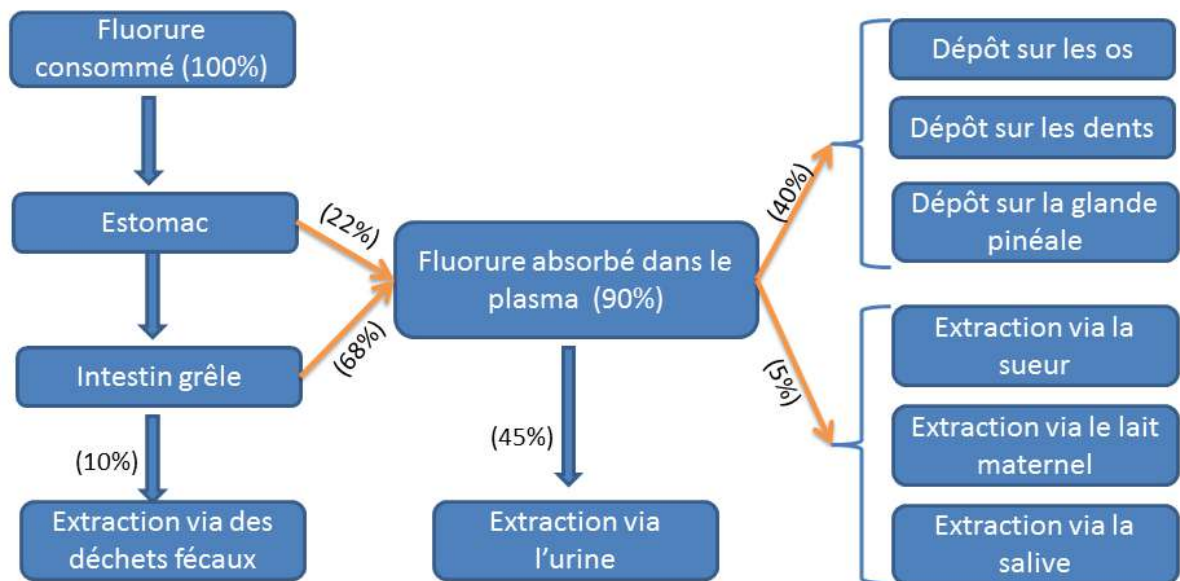 Fluorure
consommé (100%)
Estomac
(22%)
Intestin grêle
(68%)
(10%)
Extraction via des
déchets fécaux
Fluorure absorbé dans le
plasma (90%)
(45%)
Extraction via
l'urine
(40%)
Dépôt sur les os
Dépôt sur les dents
Dépôt sur la glande
pinéale
(5%)
Extraction via la
sueur
Extraction via le lait
maternel
Extraction via la
salive